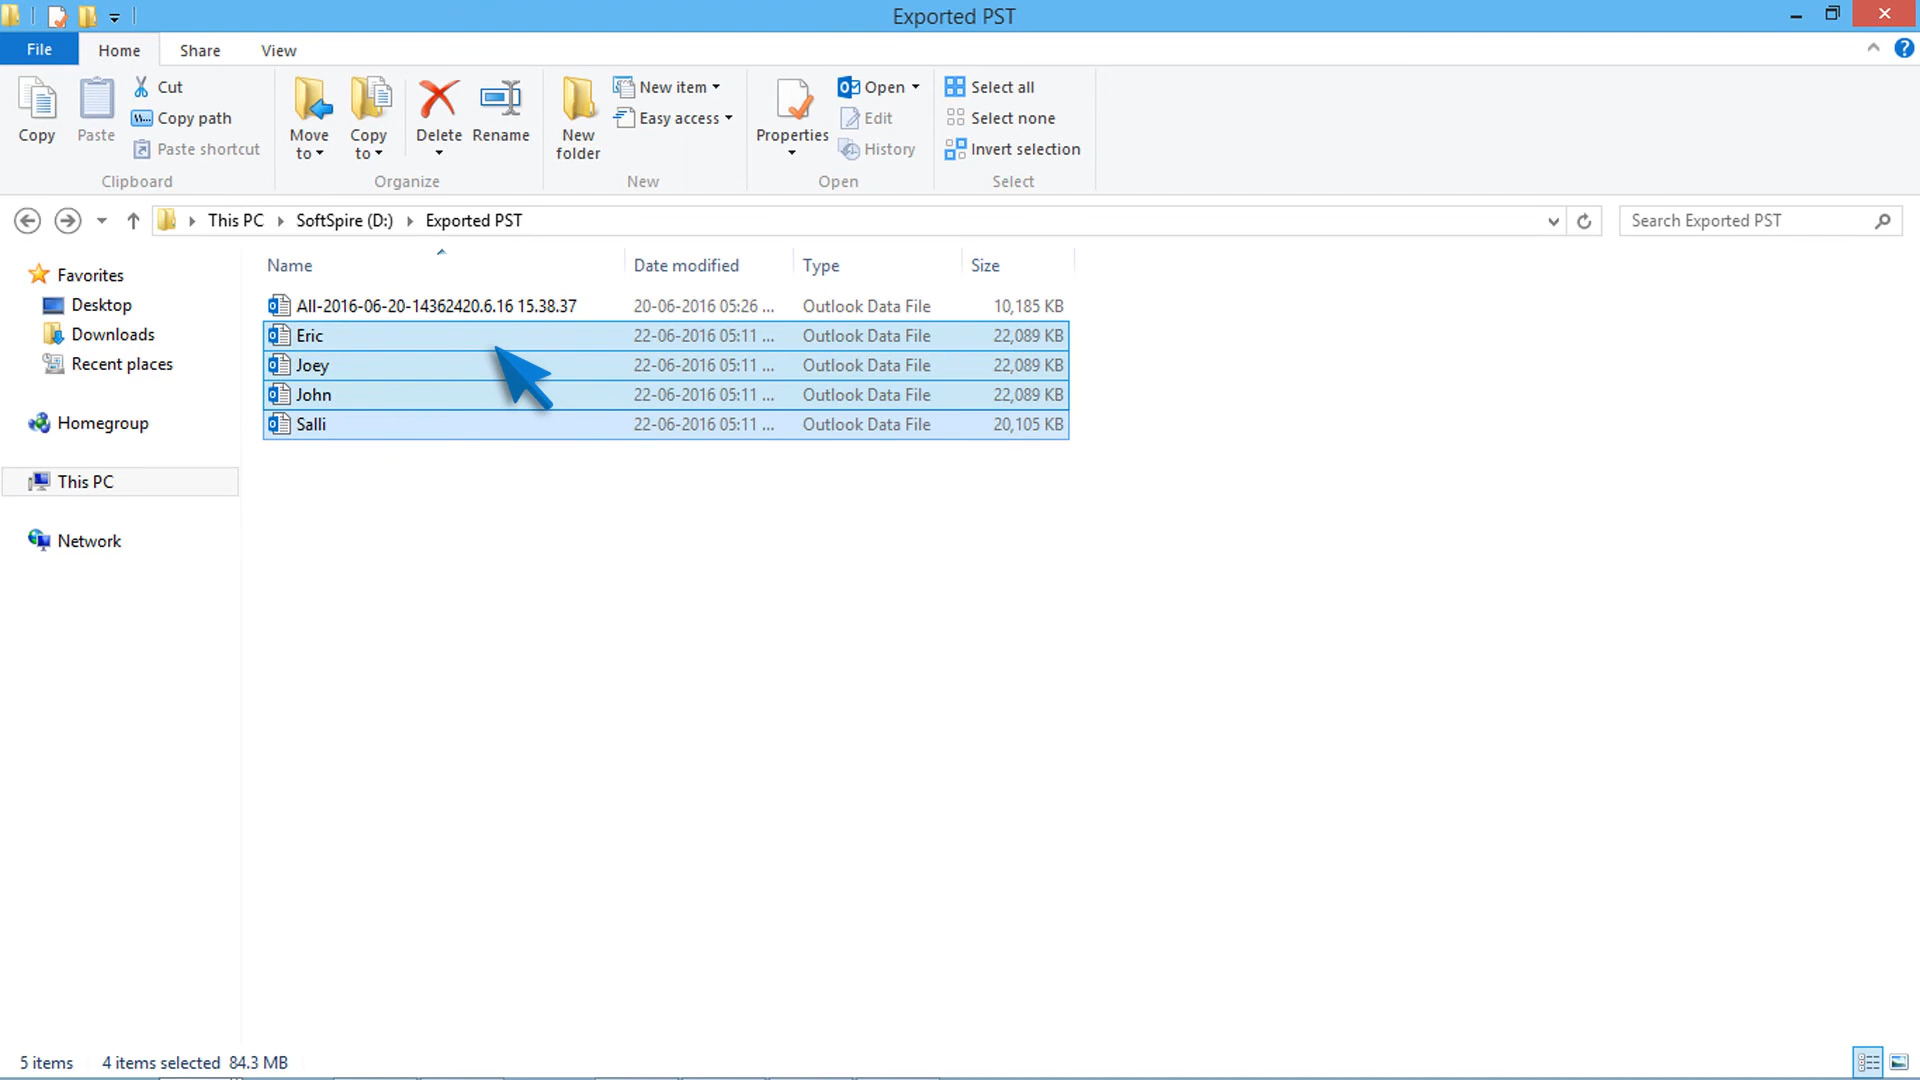 Exported PST
File Home Share View
Copy
Paste
Cut
Copy path
Paste shortcut
Clipboard
Move to
Copy to
Delete
Rename
Organize
New folder
New item
Easy access
New
Properties
Open
Edit
History
Open
Select all
Select none
Invert selection
Select
This PC SoftSpire (D:) Exported PST
Search Exported PST
Favorites
Desktop
Downloads
Recent places
Homegroup
This PC
Network
Name Date modified Type Size
All-2016-06-20-14362420.6.16 15.38.37 20-06-2016 05:26 ... Outlook Data File 10,185 KB
Eric 22-06-2016 05:11 ... Outlook Data File 22,089 KB
Joey 22-06-2016 05:11 ... Outlook Data File 22,089 KB
John 22-06-2016 05:11 ... Outlook Data File 22,089 KB
Salli 22-06-2016 05:11 ... Outlook Data File 20,105 KB
5 items 4 items selected 84.3 MB